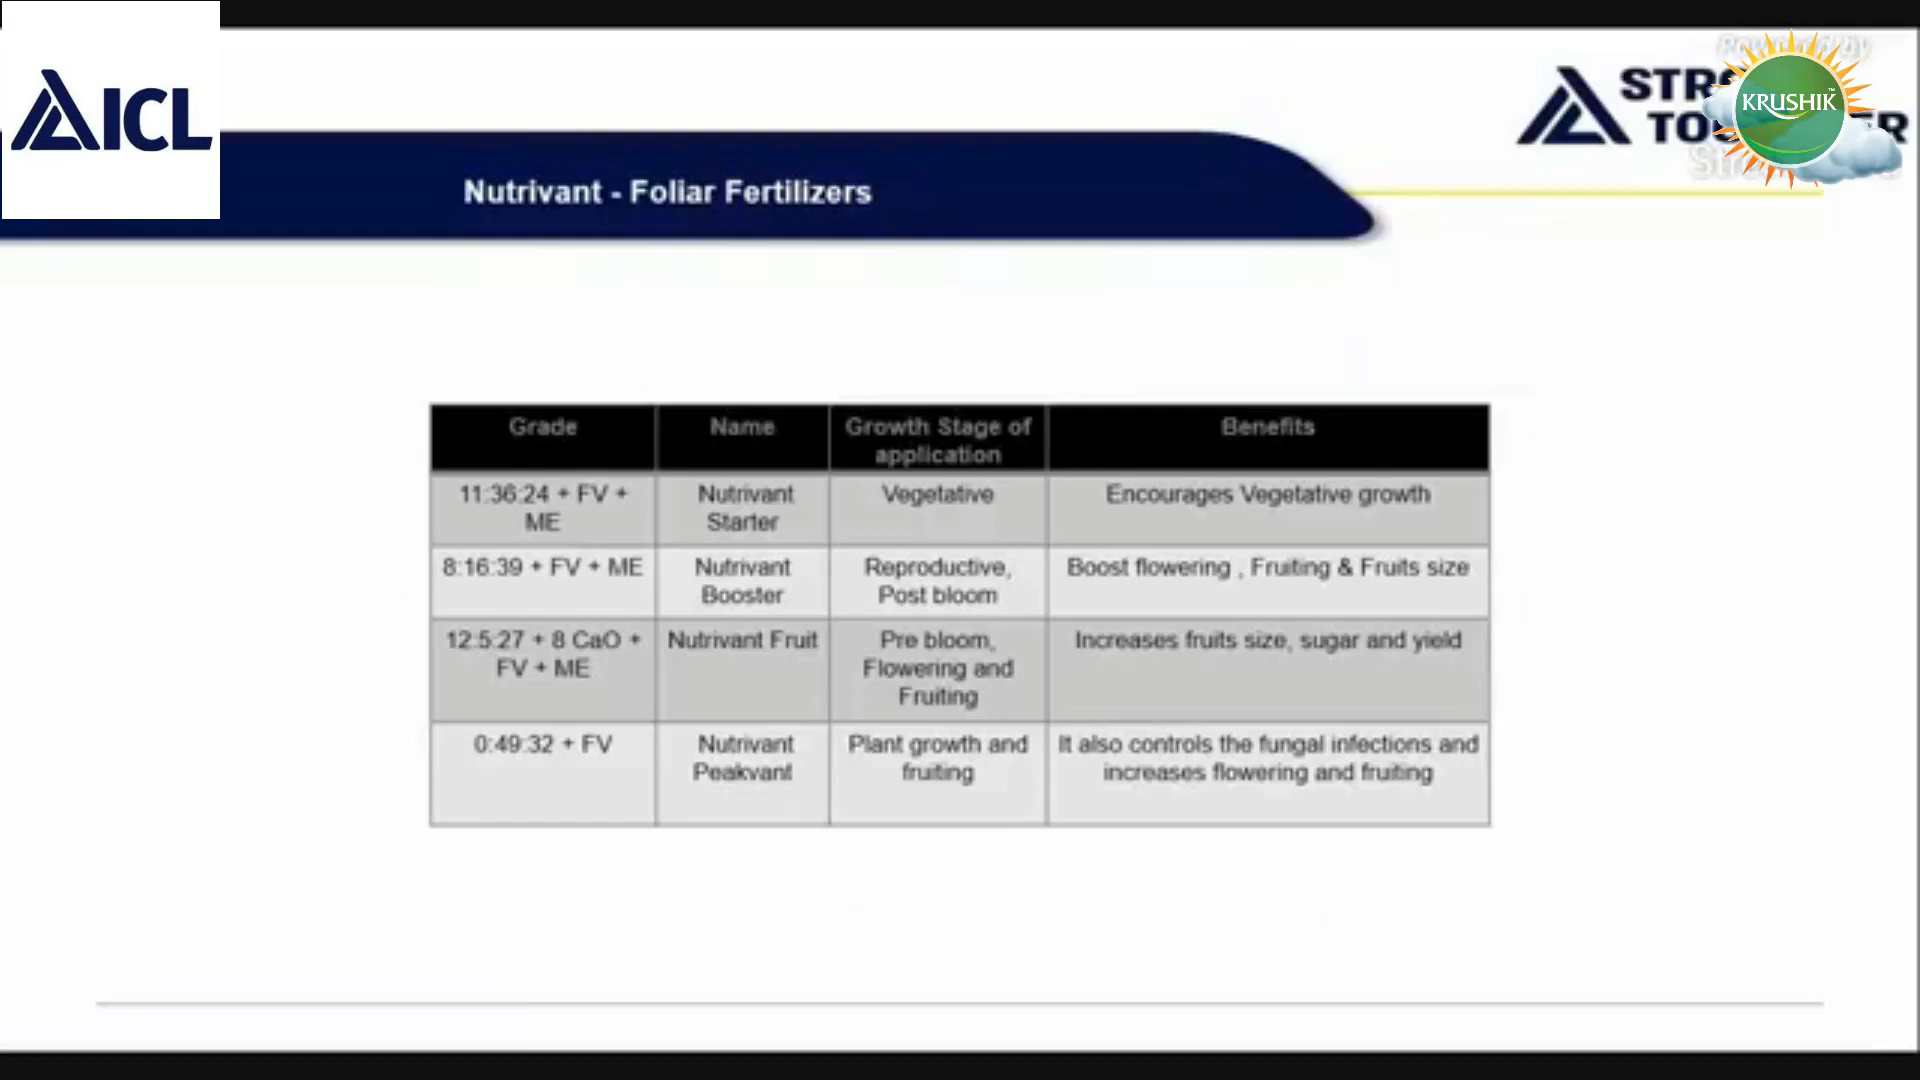 Powered by
ICL
KRUSHIK
Nutrivant - Foliar Fertilizers
Grade Name Growth Stage of application Benefits
11:36:24 + FV + ME Nutrivant Starter Vegetative Encourages Vegetative growth
8:16:39 + FV + ME Nutrivant Booster Reproductive, Post bloom Boost flowering , Fruiting & Fruits size
12:5:27 + 8 CaO + FV + ME Nutrivant Fruit Pre bloom, Flowering and Fruiting Increases fruits size, sugar and yield
0:49:32 + FV Nutrivant Peakvant Plant growth and fruiting It also controls the fungal infections and increases flowering and fruiting